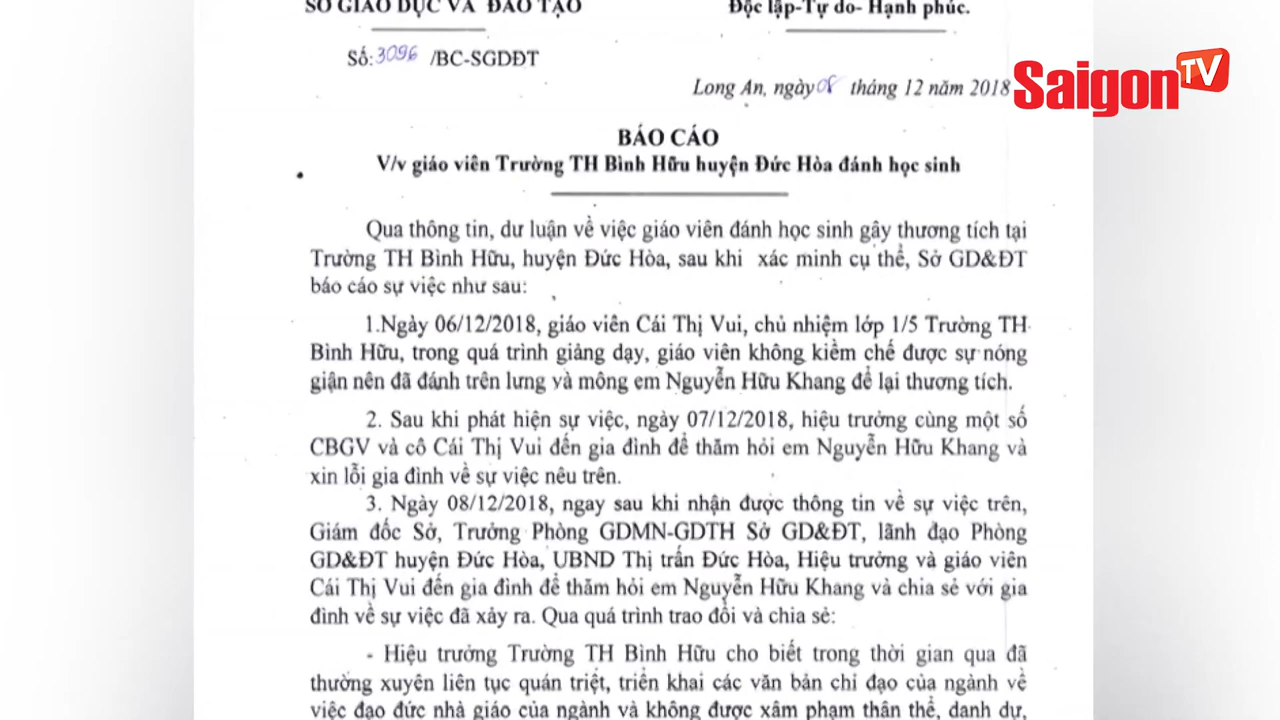 SỞ GIÁO DỤC VÀ ĐÀO TẠO
Độc lập-Tự do- Hạnh phúc.
Số: 3096 /BC-SGDĐT
Long An, ngày 08 tháng 12 năm 2018
Saigon TV
BÁO CÁO
V/v giáo viên Trường TH Bình Hữu huyện Đức Hòa đánh học sinh
Qua thông tin, dư luận về việc giáo viên đánh học sinh gây thương tích tại
Trường TH Bình Hữu, huyện Đức Hòa, sau khi xác minh cụ thể, Sở GD&ĐT
báo cáo sự việc như sau:
1.Ngày 06/12/2018, giáo viên Cái Thị Vui, chủ nhiệm lớp 1/5 Trường TH
Bình Hữu, trong quá trình giảng dạy, giáo viên không kiềm chế được sự nóng
giận nên đã đánh trên lưng và mông em Nguyễn Hữu Khang để lại thương tích.
2. Sau khi phát hiện sự việc, ngày 07/12/2018, hiệu trưởng cùng một số
CBGV và cô Cái Thị Vui đến gia đình để thăm hỏi em Nguyễn Hữu Khang và
xin lỗi gia đình về sự việc nêu trên.
3. Ngày 08/12/2018, ngay sau khi nhận được thông tin về sự việc trên,
Giám đốc Sở, Trưởng Phòng GDMN-GDTH Sở GD&ĐT, lãnh đạo Phòng
GD&ĐT huyện Đức Hòa, UBND Thị trấn Đức Hòa, Hiệu trưởng và giáo viên
Cái Thị Vui đến gia đình để thăm hỏi em Nguyễn Hữu Khang và chia sẻ với gia
đình về sự việc đã xảy ra. Qua quá trình trao đổi và chia sẻ:
- Hiệu trưởng Trường TH Bình Hữu cho biết trong thời gian qua đã
thường xuyên liên tục quán triệt, triển khai các văn bản chỉ đạo của ngành về
việc đạo đức nhà giáo của ngành và không được xâm phạm thân thể, danh dự,